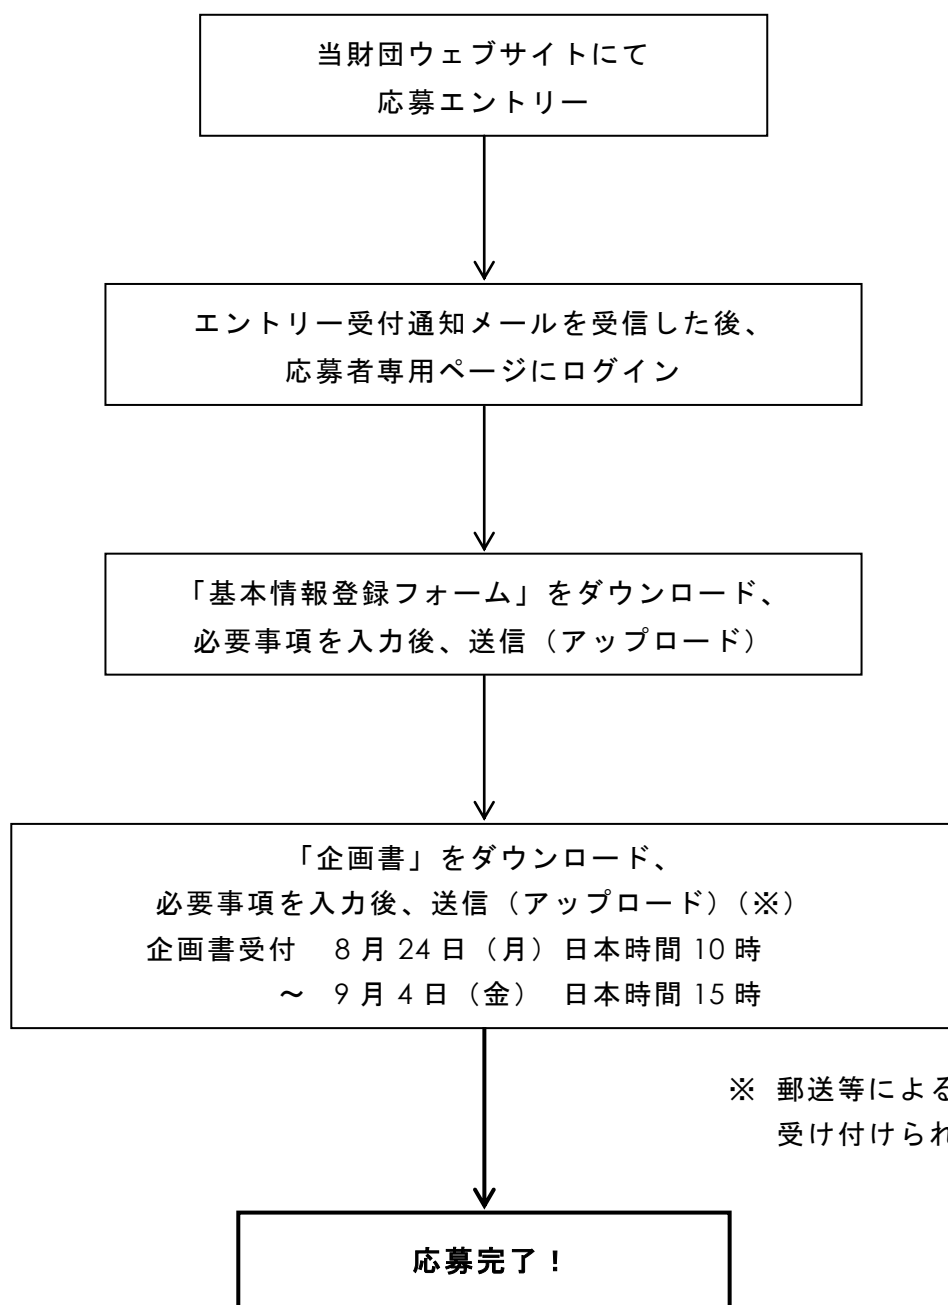 当財団ウェブサイトにて
応募エントリー
エントリー受付通知メールを受信した後、
応募者専用ページにログイン
「基本情報登録フォーム」をダウンロード、
必要事項を入力後、送信（アップロード）
「企画書」をダウンロード、
必要事項を入力後、送信（アップロード）（※）
企画書受付　8月24日（月）日本時間10時
～　9月4日（金）　日本時間15時
※ 郵送等による
受け付けられ
応募完了！